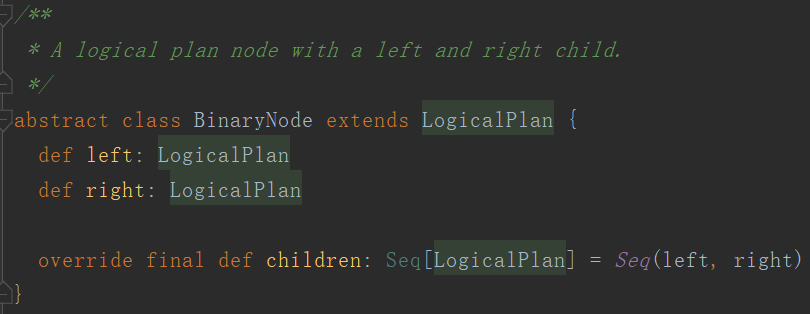 /**
 * A logical plan node with a left and right child.
 */
abstract class BinaryNode extends LogicalPlan {
  def left: LogicalPlan
  def right: LogicalPlan

  override final def children: Seq[LogicalPlan] = Seq(left, right)
}